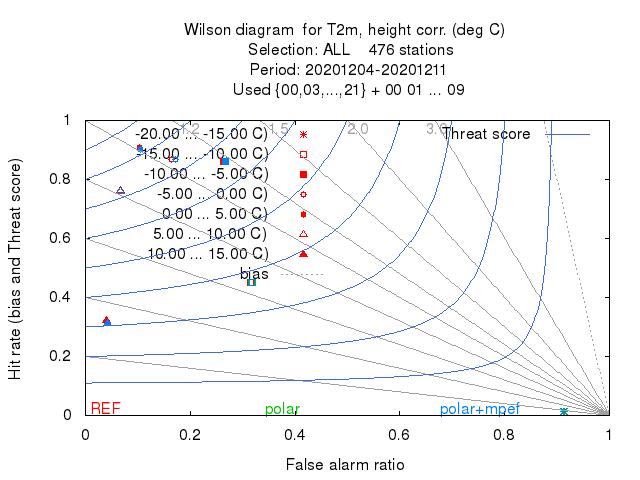 Wilson diagram  for T2m, height corr. (deg C)
Selection: ALL    476 stations
Period: 20201204-20201211
Used {00,03,...,21} + 00 01 ... 09
1.2 1.5 2.0 3.0
-20.00 ... -15.00 C)
Threat score
-15.00 ... -10.00 C)
-10.00 ... -5.00 C)
-5.00 ... 0.00 C)
0.00 ... 5.00 C)
5.00 ... 10.00 C)
10.00 ... 15.00 C)
bias
REF polar polar+mpef
1
0.8
0.6
0.4
0.2
0
0 0.2 0.4 0.6 0.8 1
Hit rate (bias and Threat score)
False alarm ratio